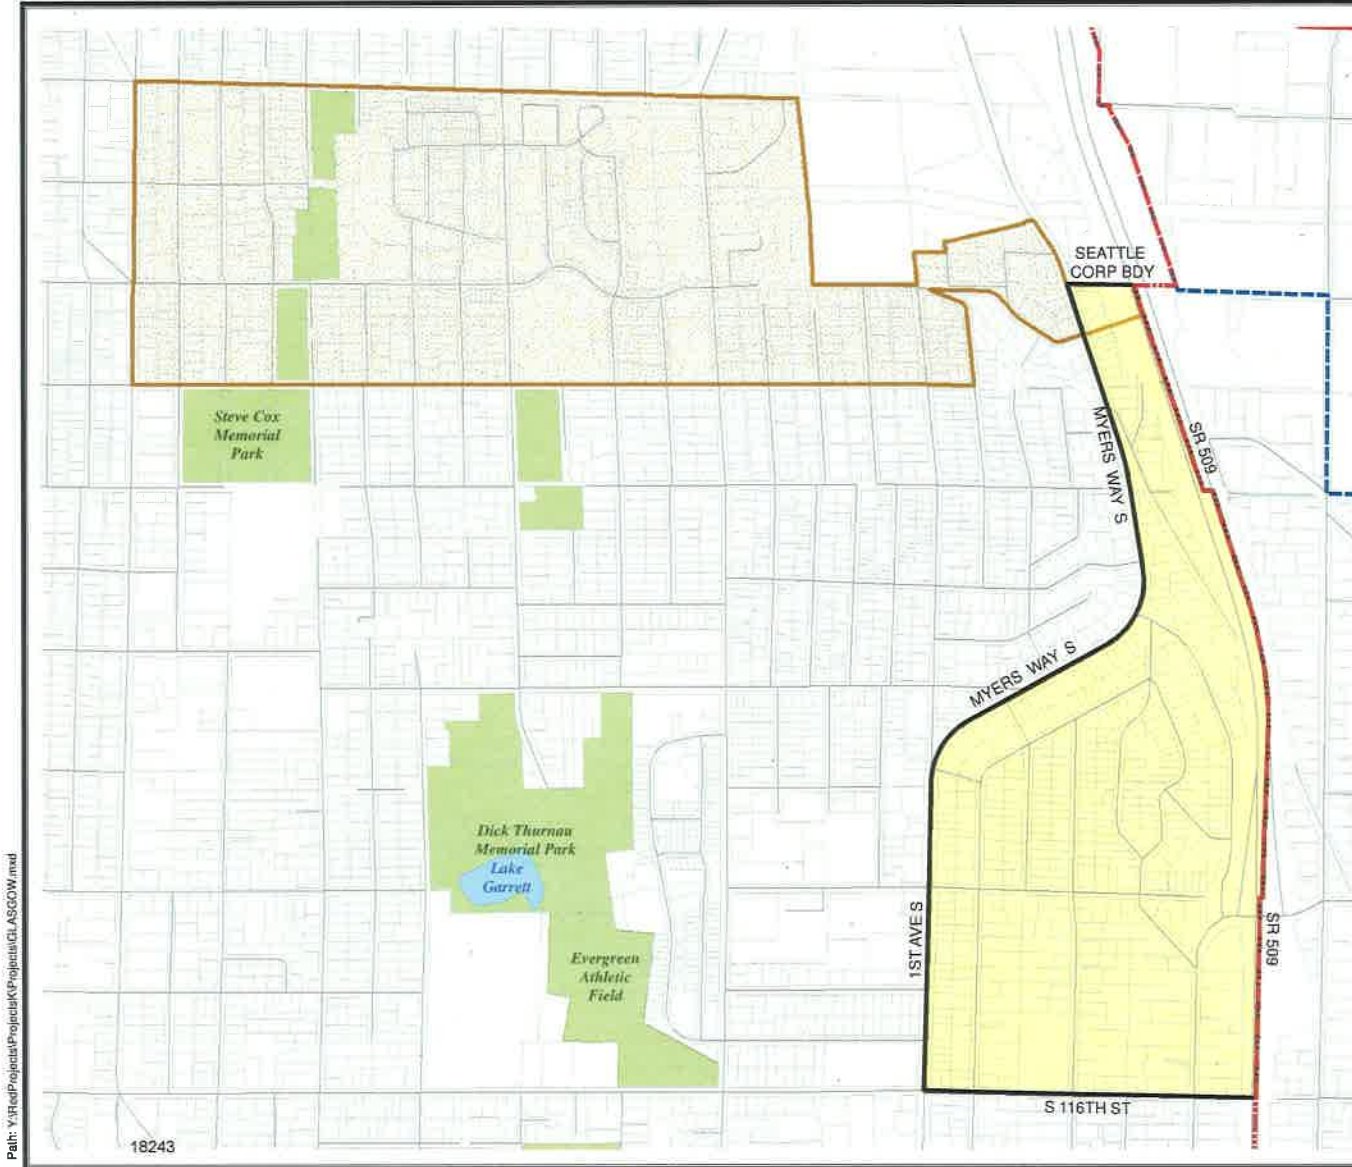 SEATTLE
CORP BDY
Steve Cox
Memorial
Park
MYERS WAY S
SR 509
MYERS WAY S
Dick Thurnau
Memorial Park
Lake
Garrett
1ST AVE S
SR 509
Evergreen
Athletic
Field
S 116TH ST
18243
Path: Y:\RedProjects\ProjectsK\Projects\GLASGOW.mxd